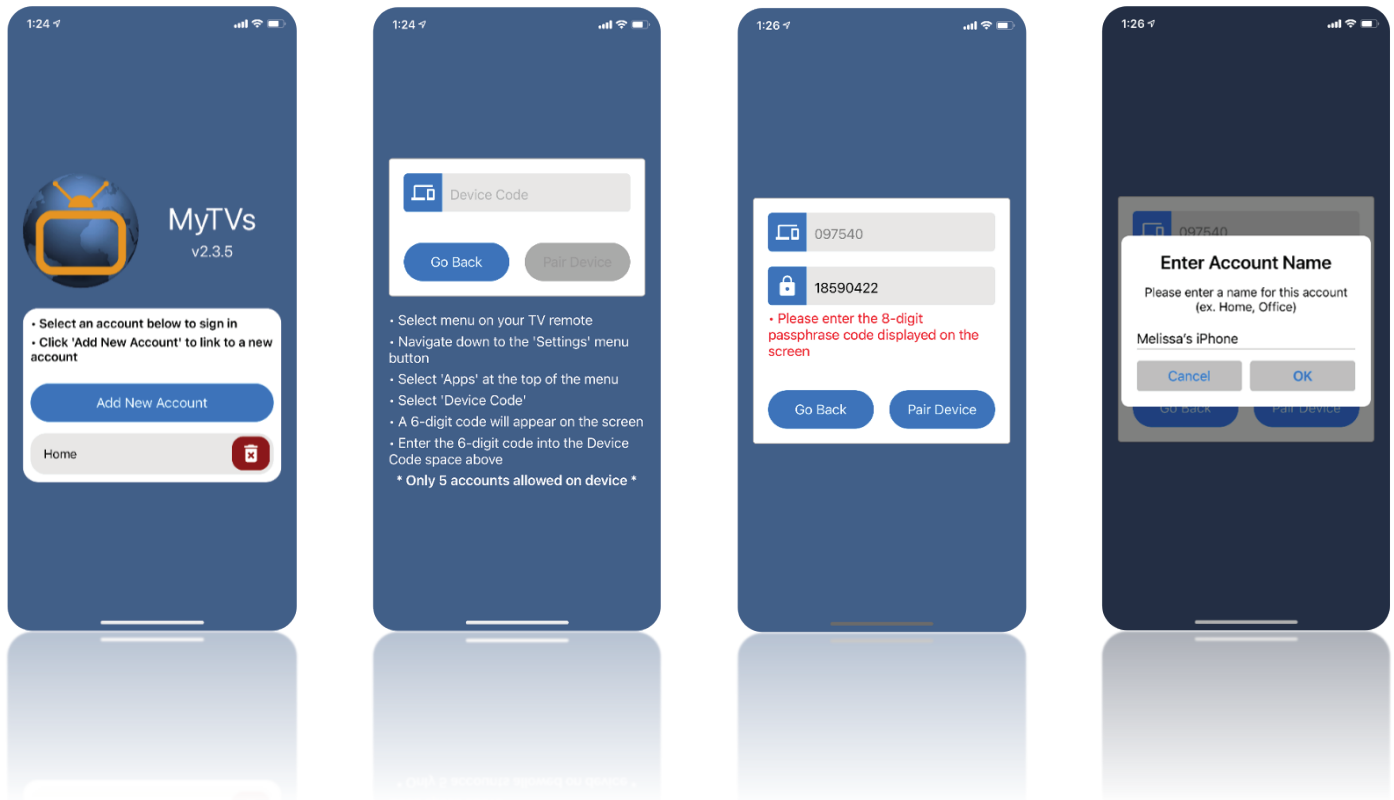 1:24
MyTVs
v2.3.5
• Select an account below to sign in
• Click 'Add New Account' to link to a new
account
Add New Account
Home
1:24
Device Code
Go Back
Pair Device
• Select menu on your TV remote
• Navigate down to the 'Settings' menu
button
• Select 'Apps' at the top of the menu
• Select 'Device Code'
• A 6-digit code will appear on the screen
• Enter the 6-digit code into the Device
Code space above
* Only 5 accounts allowed on device *
1:26
097540
18590422
• Please enter the 8-digit
passphrase code displayed on the
screen
Go Back
Pair Device
1:26
097540
Enter Account Name
Please enter a name for this account
(ex. Home, Office)
Melissa's iPhone
Cancel
OK
Go Back
Pair Device